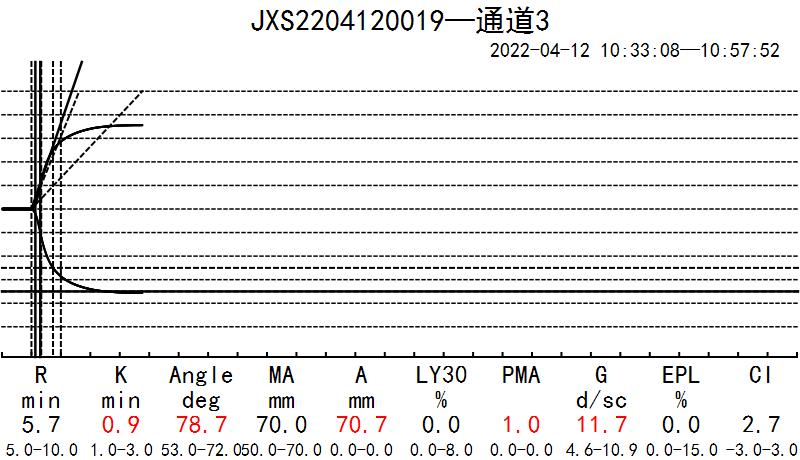 JXS2204120019—通道3
2022-04-12 10:33:08—10:57:52
R K Angle MA A LY30 PMA G EPL CI
min min deg mm mm % d/sc %
5.7 0.9 78.7 70.0 70.7 0.0 1.0 11.7 0.0 2.7
5.0-10.0 1.0-3.0 53.0-72.0 50.0-70.0 0.0-0.0 0.0-8.0 0.0-0.0 4.6-10.9 0.0-15.0 -3.0-3.0